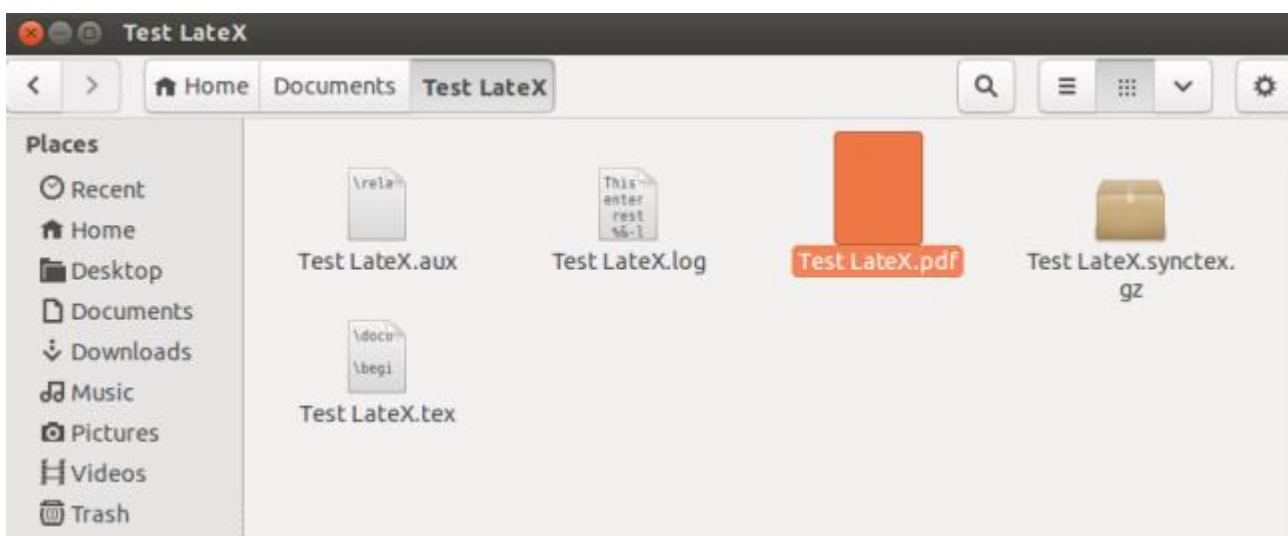 Test LateX
Home Documents Test LateX
Places
Recent
Home
Desktop
Documents
Downloads
Music
Pictures
Videos
Trash
\rela
Test LateX.aux
This
enter
rest
%&-l
Test LateX.log
Test LateX.pdf
Test LateX.synctex.
gz
\docu
\begi
Test LateX.tex